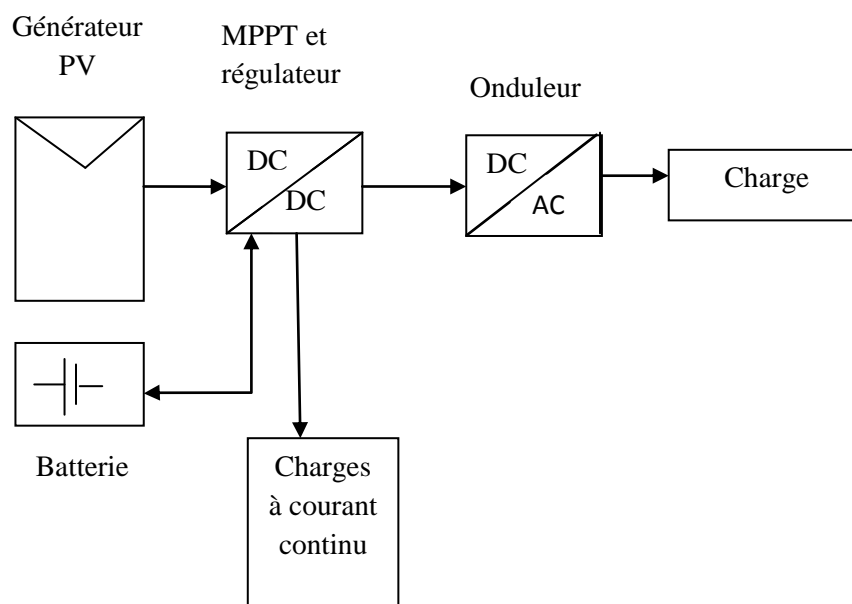 Générateur
PV
MPPT et
régulateur
Onduleur
DC
DC
DC
AC
Charge
Batterie
Charges
à courant
continu